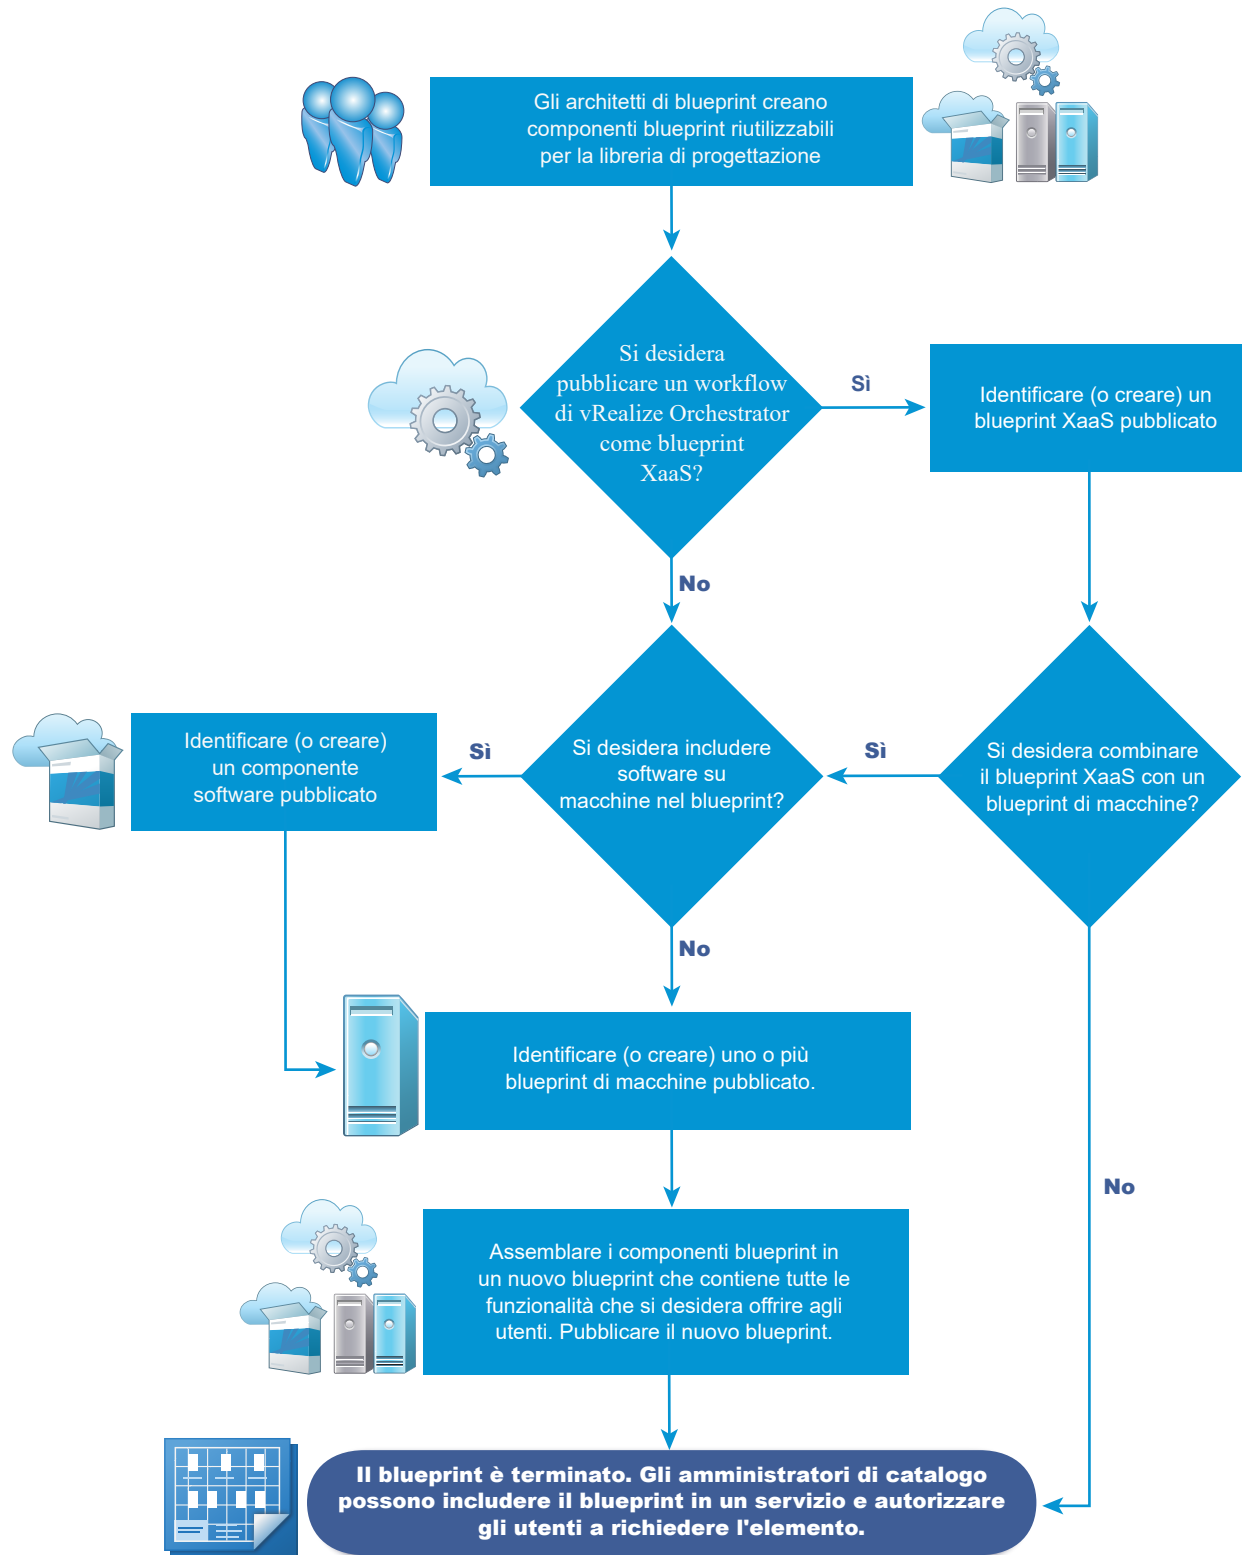 Gli architetti di blueprint creano
componenti blueprint riutilizzabili
per la libreria di progettazione
Si desidera
pubblicare un workflow
di vRealize Orchestrator
come blueprint
XaaS?
Sì
Identificare (o creare) un
blueprint XaaS pubblicato
No
Identificare (o creare)
un componente
software pubblicato
Sì
Si desidera includere
software su
macchine nel blueprint?
Sì
Si desidera combinare
il blueprint XaaS con un
blueprint di macchine?
No
Identificare (o creare) uno o più
blueprint di macchine pubblicato.
No
Assemblare i componenti blueprint in
un nuovo blueprint che contiene tutte le
funzionalità che si desidera offrire agli
utenti. Pubblicare il nuovo blueprint.
Il blueprint è terminato. Gli amministratori di catalogo
possono includere il blueprint in un servizio e autorizzare
gli utenti a richiedere l'elemento.